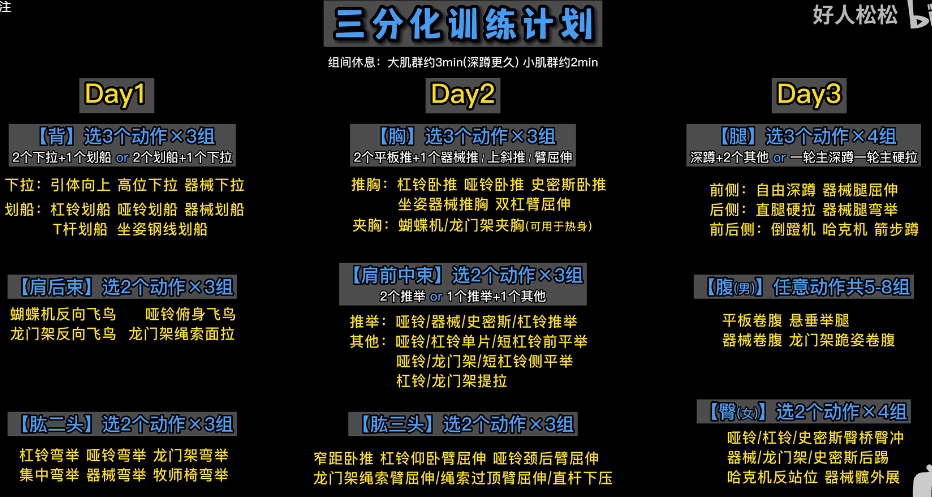 注
好人松松
三分化训练计划
组间休息：大肌群约3min(深蹲更久) 小肌群约2min
Day1
【背】选3个动作×3组
2个下拉+1个划船 or 2个划船+1个下拉
下拉：引体向上 高位下拉 器械下拉
划船：杠铃划船 哑铃划船 器械划船
T杆划船 坐姿钢线划船
【肩后束】选2个动作×3组
蝴蝶机反向飞鸟 哑铃俯身飞鸟
龙门架反向飞鸟 龙门架绳索面拉
【肱二头】选2个动作×3组
杠铃弯举 哑铃弯举 龙门架弯举
集中弯举 器械弯举 牧师椅弯举
Day2
【胸】选3个动作×3组
2个平板推+1个器械推 / 上斜推 / 臂屈伸
推胸：杠铃卧推 哑铃卧推 史密斯卧推
坐姿器械推胸 双杠臂屈伸
夹胸：蝴蝶机/龙门架夹胸(可用于热身)
【肩前中束】选2个动作×3组
2个推举 or 1个推举+1个其他
推举：哑铃/器械/史密斯/杠铃推举
其他：哑铃/杠铃单片/短杠铃前平举
哑铃/龙门架/短杠铃侧平举
杠铃/龙门架提拉
【肱三头】选2个动作×3组
窄距卧推 杠铃仰卧臂屈伸 哑铃颈后臂屈伸
龙门架绳索臂屈伸/绳索过顶臂屈伸/直杆下压
Day3
【腿】选3个动作×4组
深蹲+2个其他 or 一轮主深蹲一轮主硬拉
前侧：自由深蹲 器械腿屈伸
后侧：直腿硬拉 器械腿弯举
前后侧：倒蹬机 哈克机 箭步蹲
【腹(男)】任意动作共5-8组
平板卷腹 悬垂举腿
器械卷腹 龙门架跪姿卷腹
【臀(女)】选2个动作×4组
哑铃/杠铃/史密斯臀桥臀冲
器械/龙门架/史密斯后踢
哈克机反站位 器械髋外展